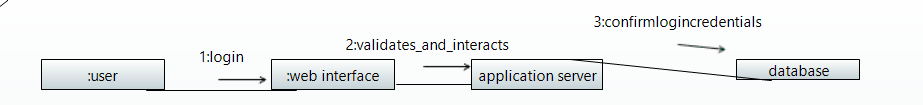 3:confirmlogincredentials
2:validates_and_interacts
1:login
:user
:web interface
application server
database